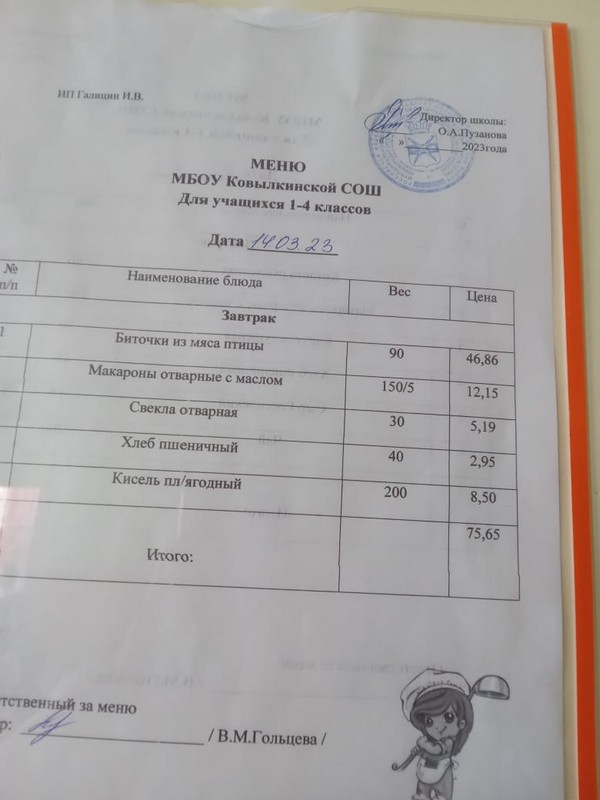 ИП Галицин И.В.
Директор школы:
О.А.Пузанова
» 2023года
МЕНЮ
МБОУ Ковылкинской СОШ
Для учащихся 1-4 классов
Дата 14 03 23
№ п/п Наименование блюда Вес Цена
Завтрак
1 Биточки из мяса птицы 90 46,86
Макароны отварные с маслом 150/5 12,15
Свекла отварная 30 5,19
Хлеб пшеничный 40 2,95
Кисель пл/ягодный 200 8,50
Итого: 75,65
тственный за меню
р: / В.М.Гольцева /